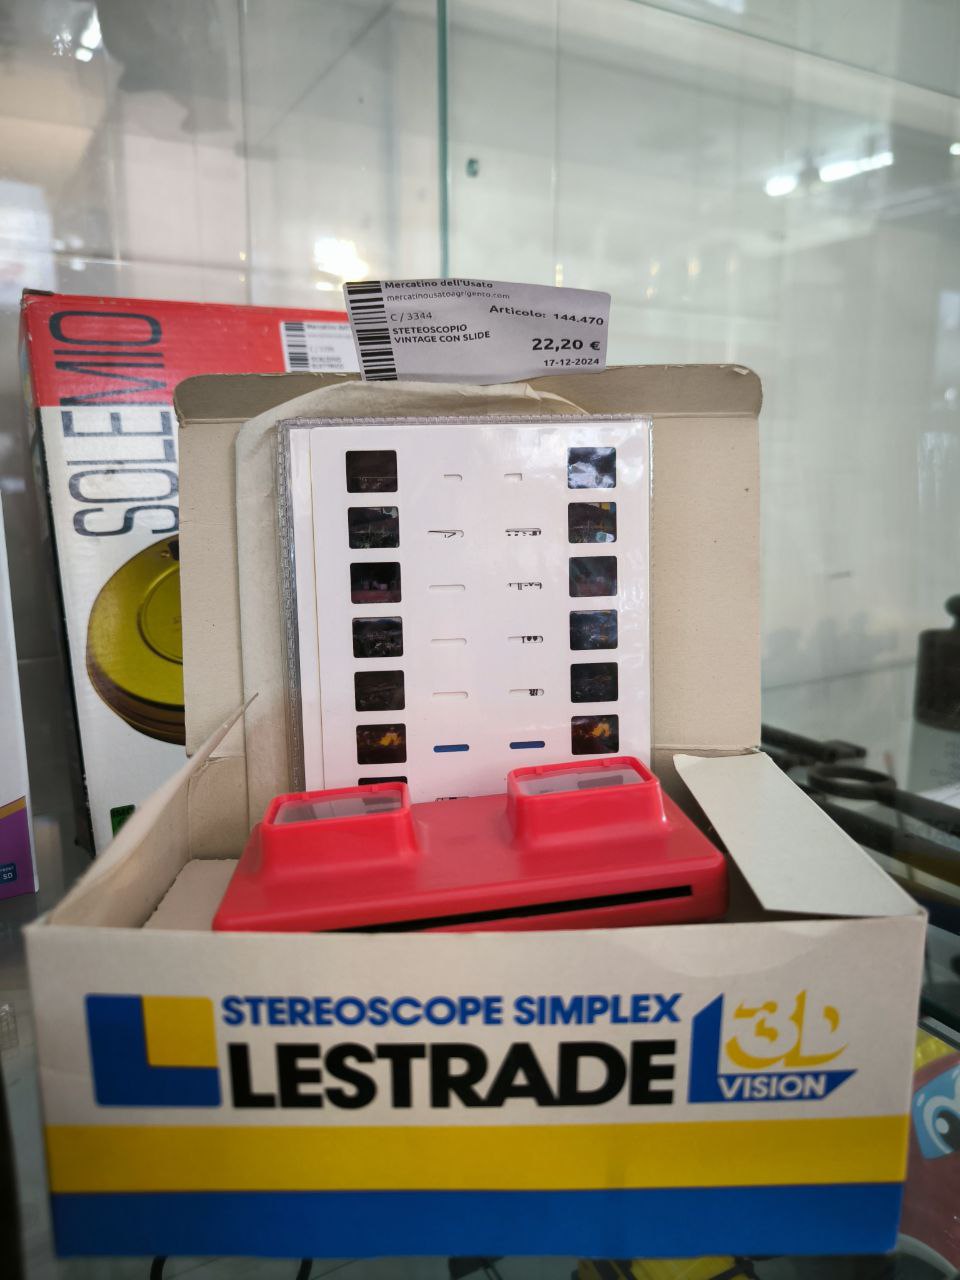 Mercatino dell'Usato
mercatinousatoagrigento.com
C / 3344
Articolo: 144.470
STETEOSCOPIO
VINTAGE CON SLIDE
22,20 €
17-12-2024
SOLEMIO
STEREOSCOPE SIMPLEX
LESTRADE
3D
VISION
SD